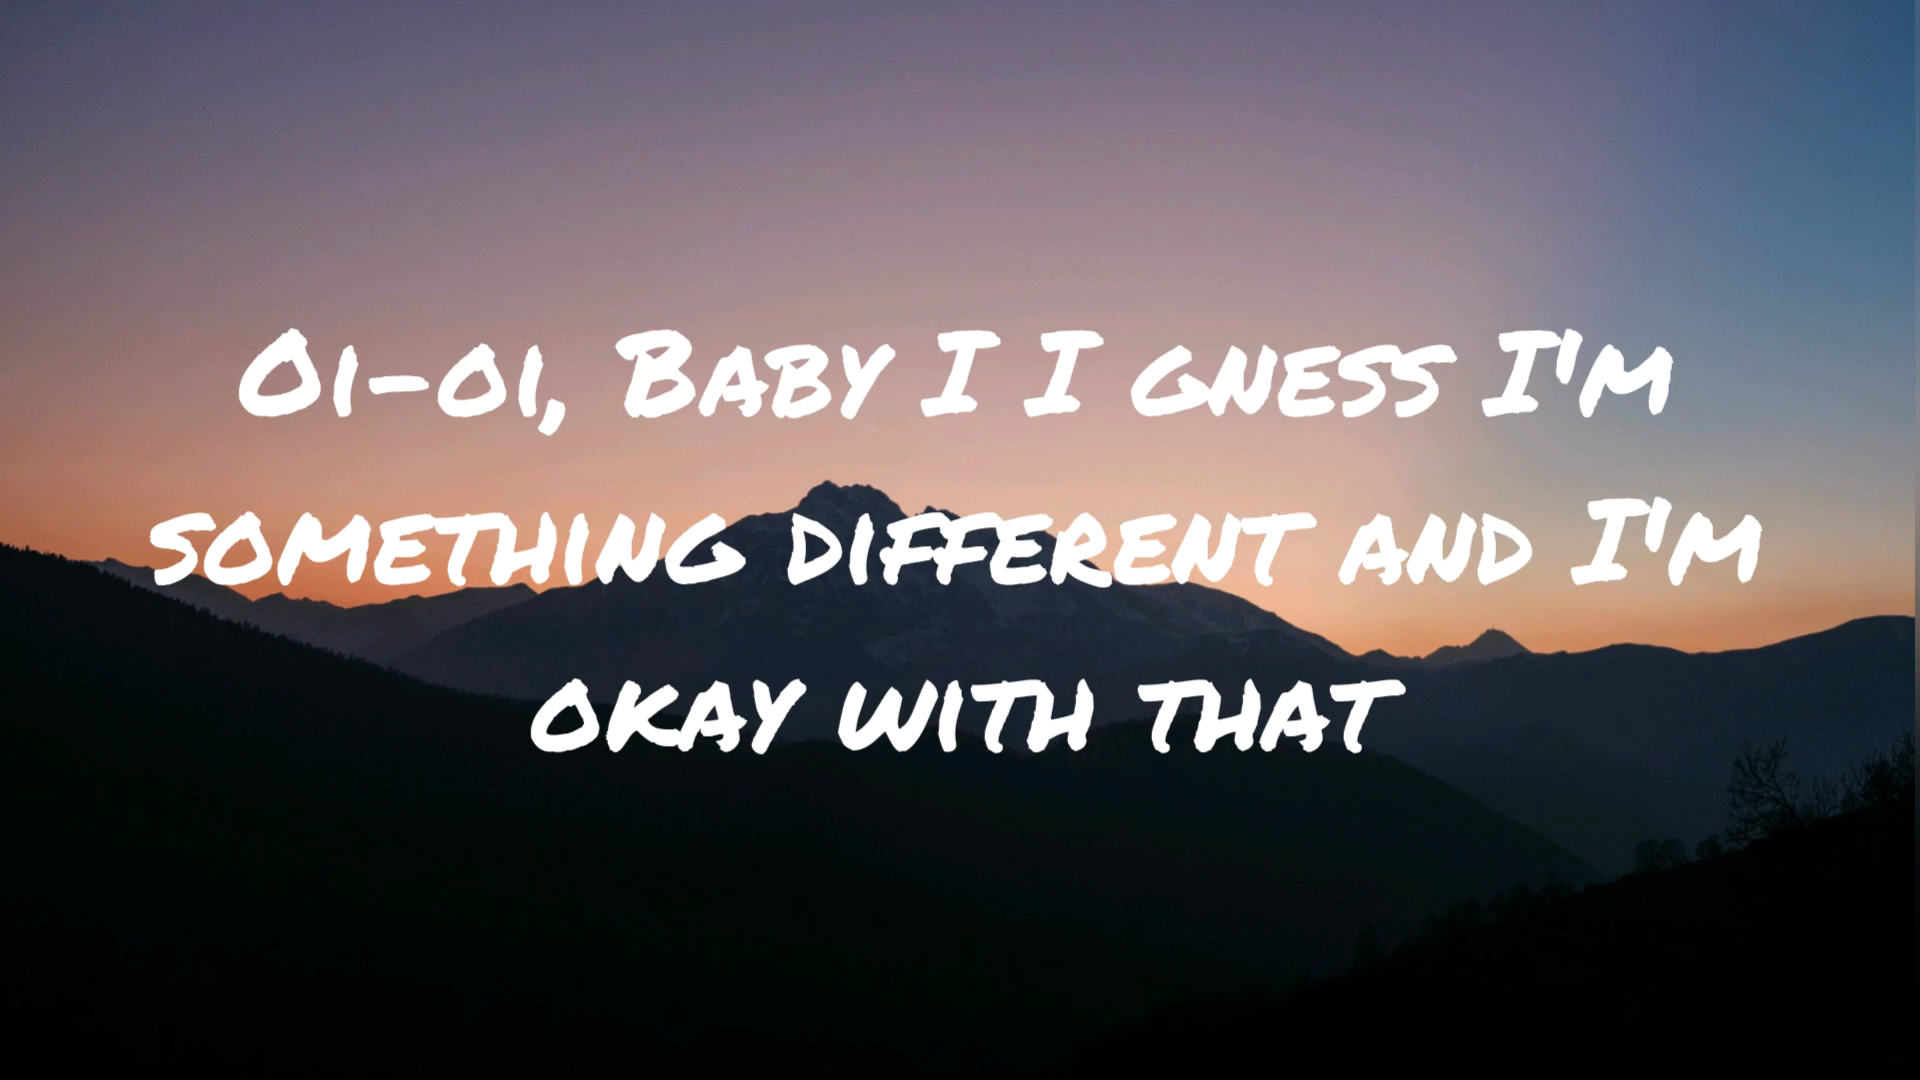 Oi-oi, Baby I I gness I'm
something different and I'm
okay with that